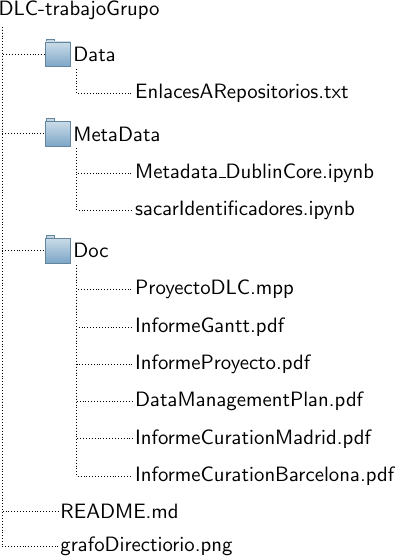 DLC-trabajoGrupo
Data
EnlacesARepositorios.txt
MetaData
Metadata_DublinCore.ipynb
sacarIdentificadores.ipynb
Doc
ProyectoDLC.mpp
InformeGantt.pdf
InformeProyecto.pdf
DataManagementPlan.pdf
InformeCurationMadrid.pdf
InformeCurationBarcelona.pdf
README.md
grafoDirectiorio.png